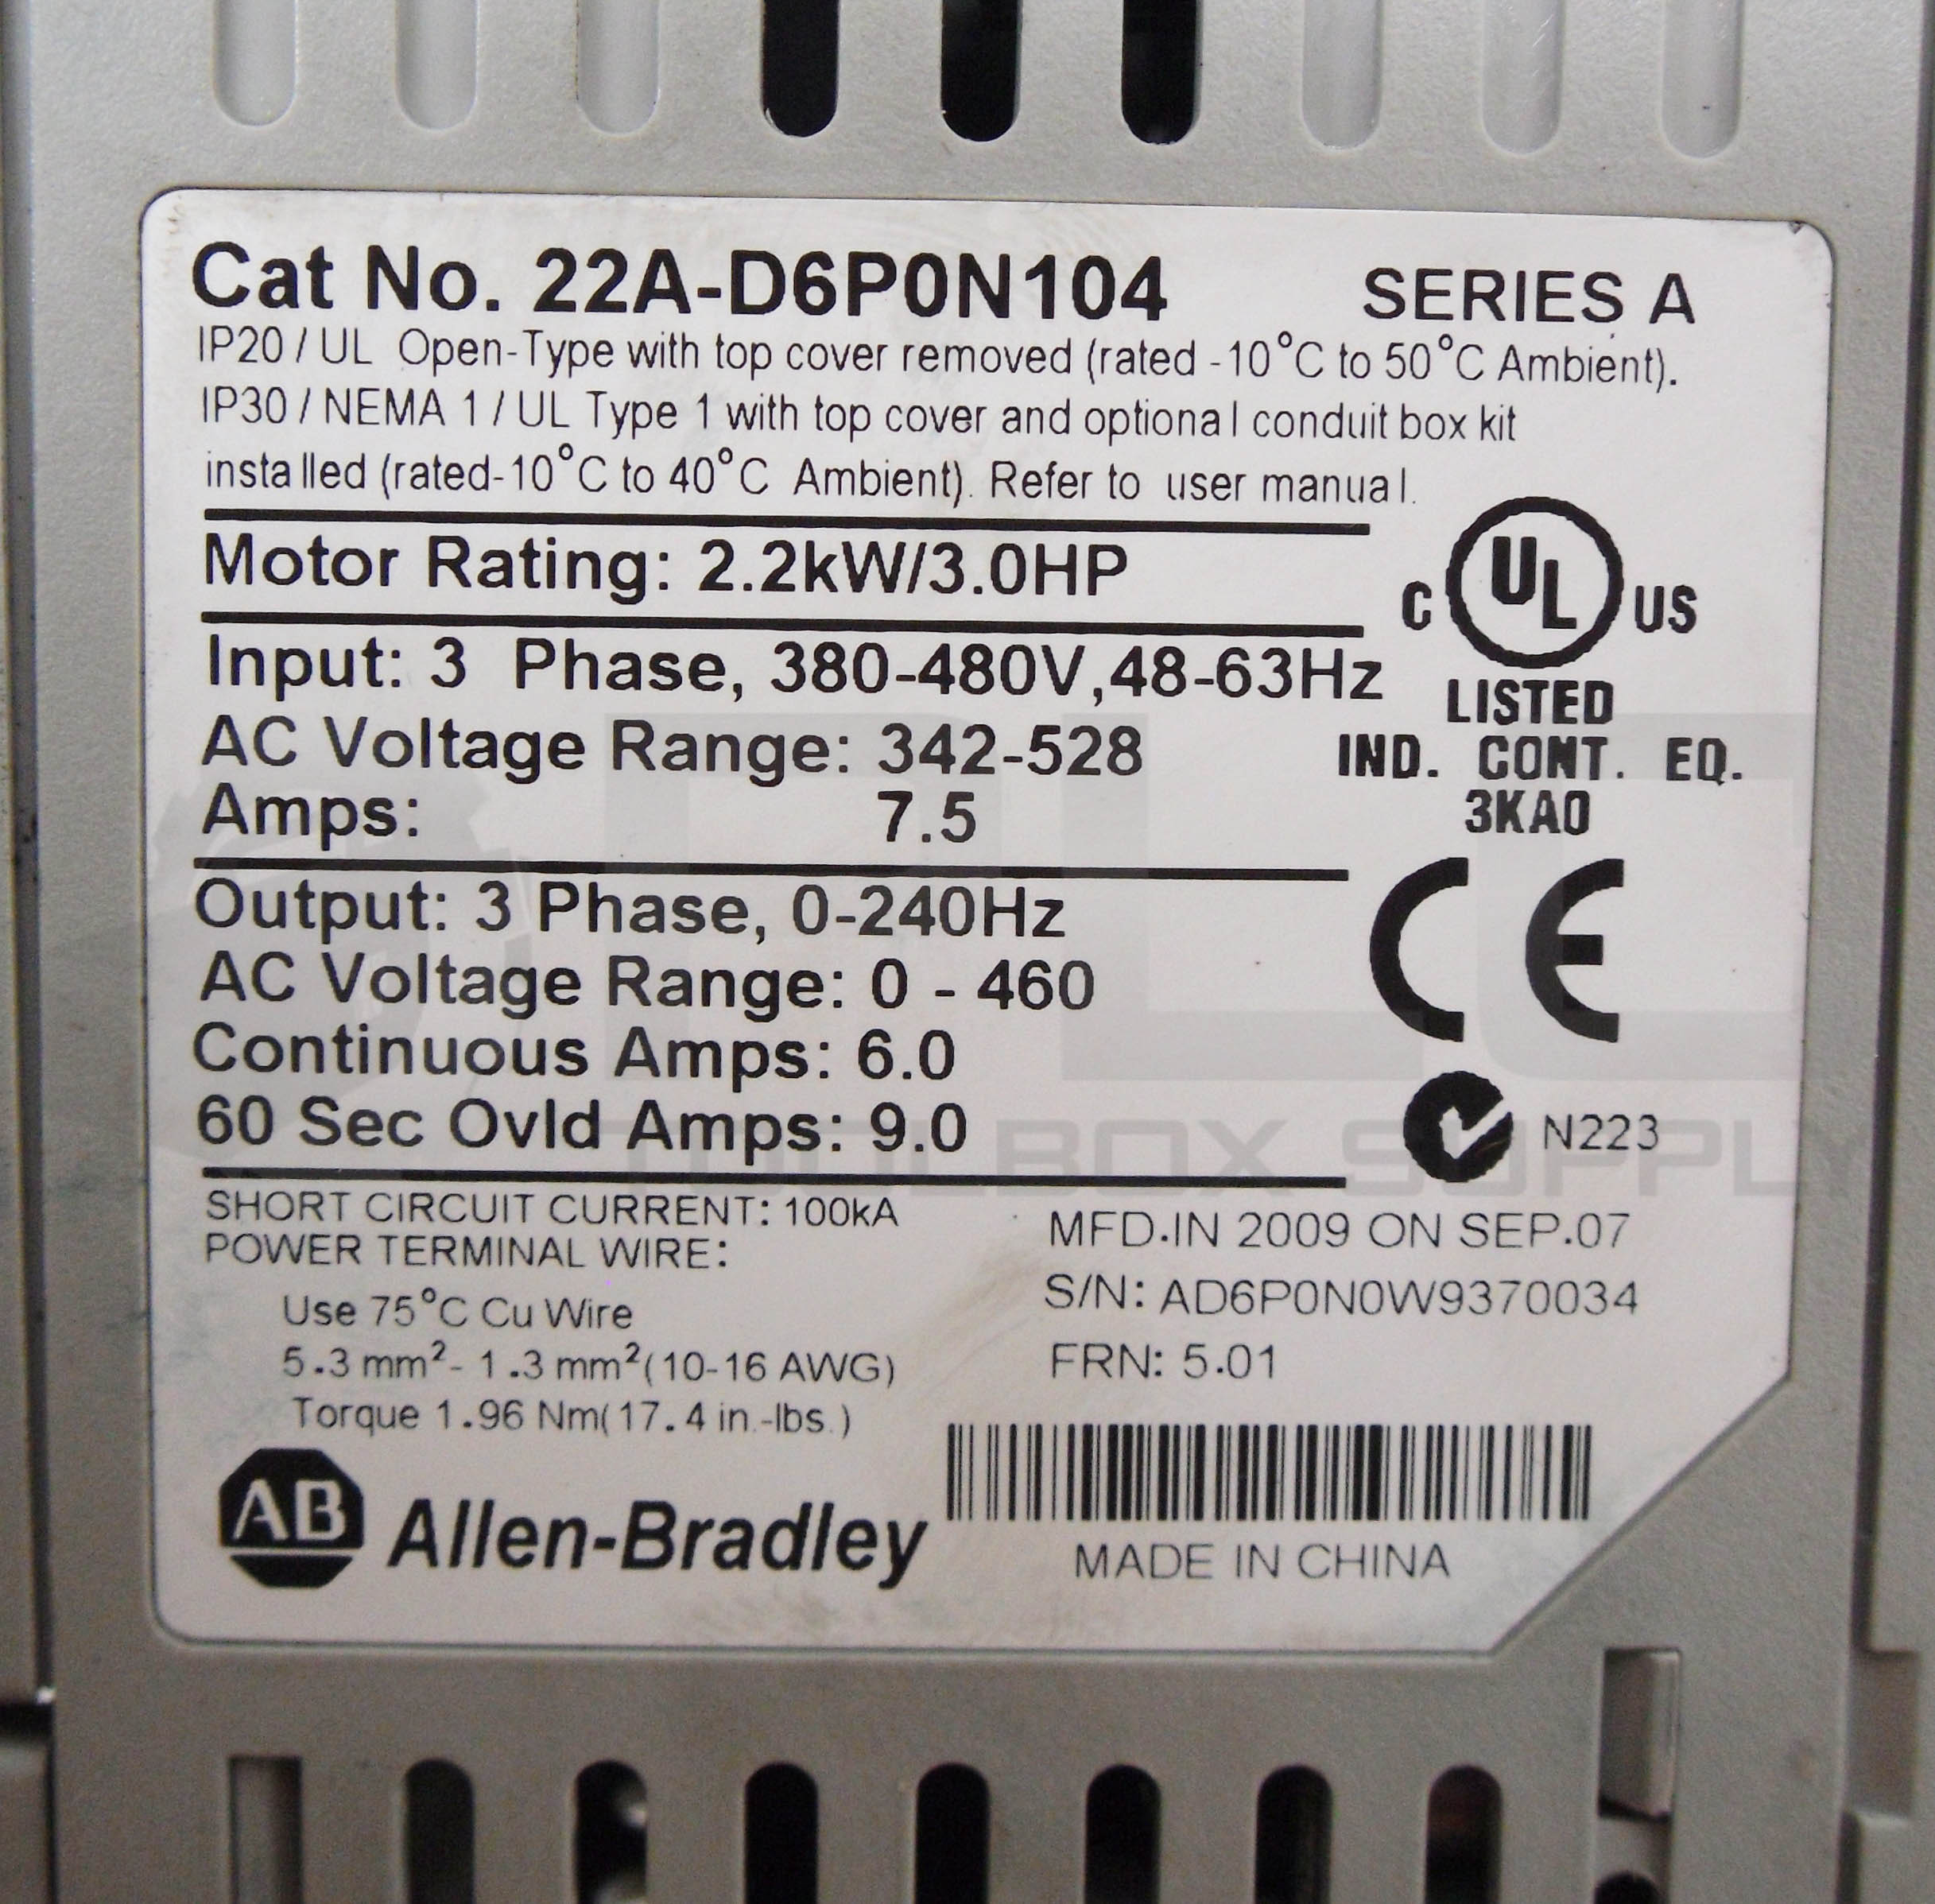 Cat No. 22A-D6P0N104 SERIES A
IP20 / UL Open-Type with top cover removed (rated -10°C to 50°C Ambient).
IP30 / NEMA 1 / UL Type 1 with top cover and optional conduit box kit
installed (rated-10°C to 40°C Ambient). Refer to user manual.
Motor Rating: 2.2kW/3.0HP
C UL US
LISTED
IND. CONT. EQ.
3KA0
Input: 3 Phase, 380-480V,48-63Hz
AC Voltage Range: 342-528
Amps: 7.5
Output: 3 Phase, 0-240Hz
AC Voltage Range: 0 - 460
Continuous Amps: 6.0
60 Sec Ovld Amps: 9.0
CE
N223
SHORT CIRCUIT CURRENT: 100kA
POWER TERMINAL WIRE:
Use 75°C Cu Wire
5.3 mm²- 1.3 mm²(10-16 AWG)
Torque 1.96 Nm(17.4 in.-lbs.)
MFD.IN 2009 ON SEP.07
S/N: AD6P0N0W9370034
FRN: 5.01
AB Allen-Bradley
MADE IN CHINA
PLC
TOOLBOX SUPPLY